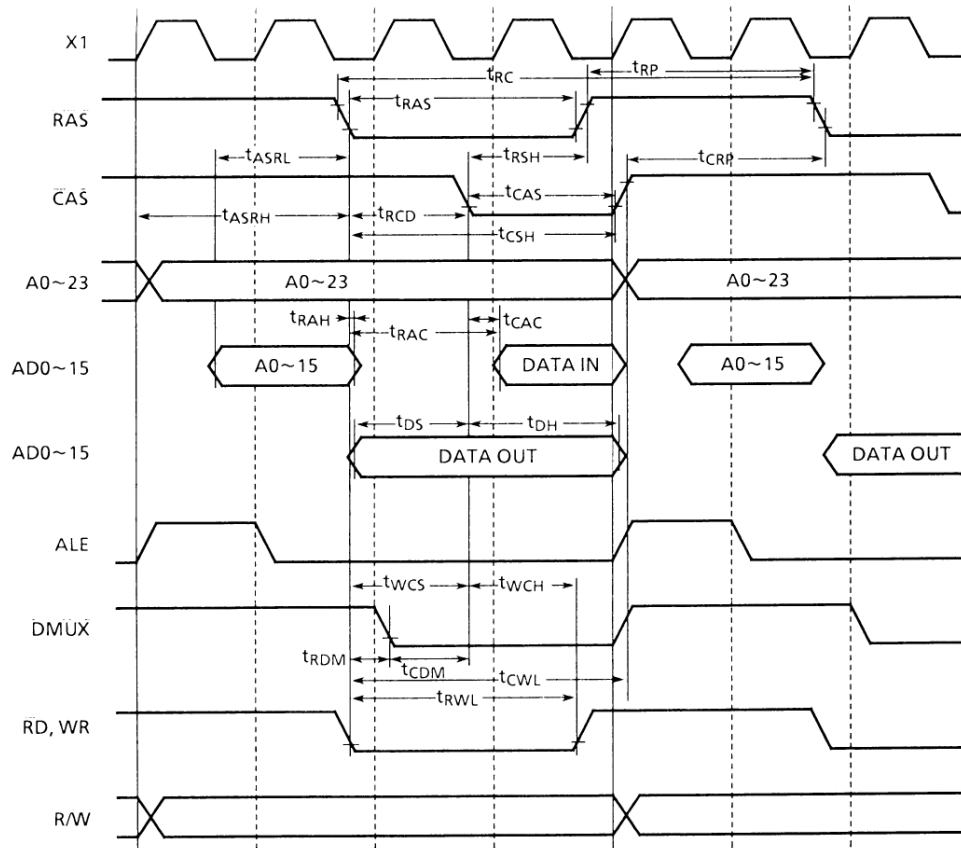 X1
tRC
tRP
RAS
tRAS
tASRL
tRSH
tCRP
CAS
tCAS
tASRH
tRCD
tCSH
A0~23
A0~23
A0~23
tRAH
tRAC
tCAC
AD0~15
A0~15
DATA IN
A0~15
tDS
tDH
AD0~15
DATA OUT
DATA OUT
ALE
tWCS
tWCH
DMUX
tRDM
tCDM
tCWL
tRWL
RD, WR
R/W